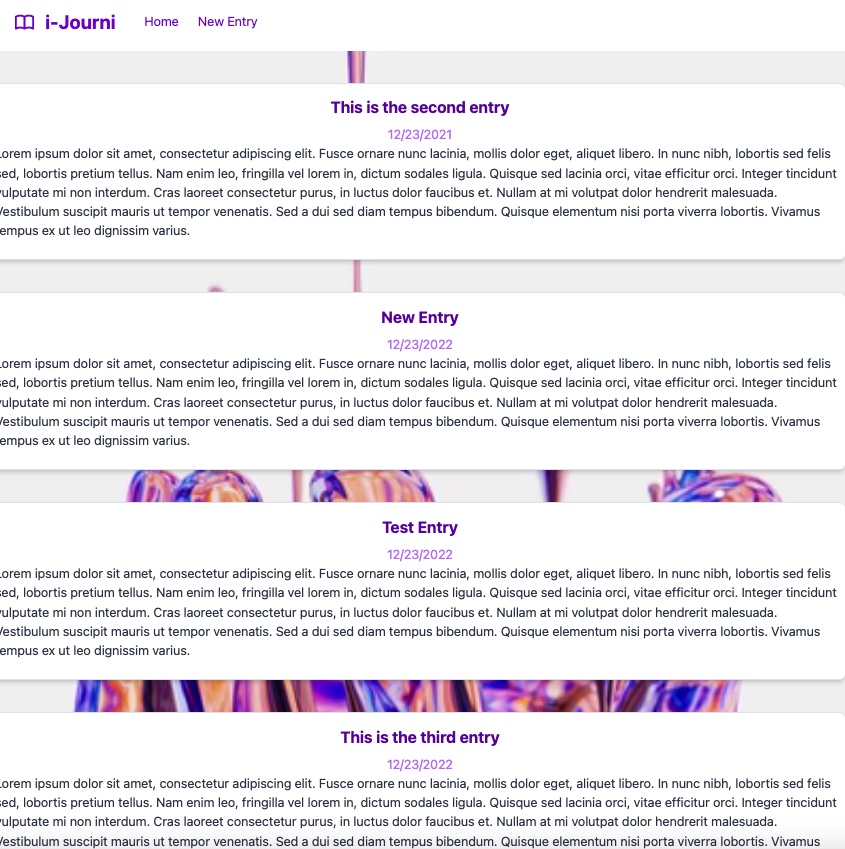 i-Journi Home New Entry
This is the second entry
12/23/2021
Lorem ipsum dolor sit amet, consectetur adipiscing elit. Fusce ornare nunc lacinia, mollis dolor eget, aliquet libero. In nunc nibh, lobortis sed felis
sed, lobortis pretium tellus. Nam enim leo, fringilla vel lorem in, dictum sodales ligula. Quisque sed lacinia orci, vitae efficitur orci. Integer tincidunt
vulputate mi non interdum. Cras laoreet consectetur purus, in luctus dolor faucibus et. Nullam at mi volutpat dolor hendrerit malesuada.
Vestibulum suscipit mauris ut tempor venenatis. Sed a dui sed diam tempus bibendum. Quisque elementum nisi porta viverra lobortis. Vivamus
tempus ex ut leo dignissim varius.
New Entry
12/23/2022
Lorem ipsum dolor sit amet, consectetur adipiscing elit. Fusce ornare nunc lacinia, mollis dolor eget, aliquet libero. In nunc nibh, lobortis sed felis
sed, lobortis pretium tellus. Nam enim leo, fringilla vel lorem in, dictum sodales ligula. Quisque sed lacinia orci, vitae efficitur orci. Integer tincidunt
vulputate mi non interdum. Cras laoreet consectetur purus, in luctus dolor faucibus et. Nullam at mi volutpat dolor hendrerit malesuada.
Vestibulum suscipit mauris ut tempor venenatis. Sed a dui sed diam tempus bibendum. Quisque elementum nisi porta viverra lobortis. Vivamus
tempus ex ut leo dignissim varius.
Test Entry
12/23/2022
Lorem ipsum dolor sit amet, consectetur adipiscing elit. Fusce ornare nunc lacinia, mollis dolor eget, aliquet libero. In nunc nibh, lobortis sed felis
sed, lobortis pretium tellus. Nam enim leo, fringilla vel lorem in, dictum sodales ligula. Quisque sed lacinia orci, vitae efficitur orci. Integer tincidunt
vulputate mi non interdum. Cras laoreet consectetur purus, in luctus dolor faucibus et. Nullam at mi volutpat dolor hendrerit malesuada.
Vestibulum suscipit mauris ut tempor venenatis. Sed a dui sed diam tempus bibendum. Quisque elementum nisi porta viverra lobortis. Vivamus
tempus ex ut leo dignissim varius.
This is the third entry
12/23/2022
Lorem ipsum dolor sit amet, consectetur adipiscing elit. Fusce ornare nunc lacinia, mollis dolor eget, aliquet libero. In nunc nibh, lobortis sed felis
sed, lobortis pretium tellus. Nam enim leo, fringilla vel lorem in, dictum sodales ligula. Quisque sed lacinia orci, vitae efficitur orci. Integer tincidunt
vulputate mi non interdum. Cras laoreet consectetur purus, in luctus dolor faucibus et. Nullam at mi volutpat dolor hendrerit malesuada.
Vestibulum suscipit mauris ut tempor venenatis. Sed a dui sed diam tempus bibendum. Quisque elementum nisi porta viverra lobortis. Vivamus